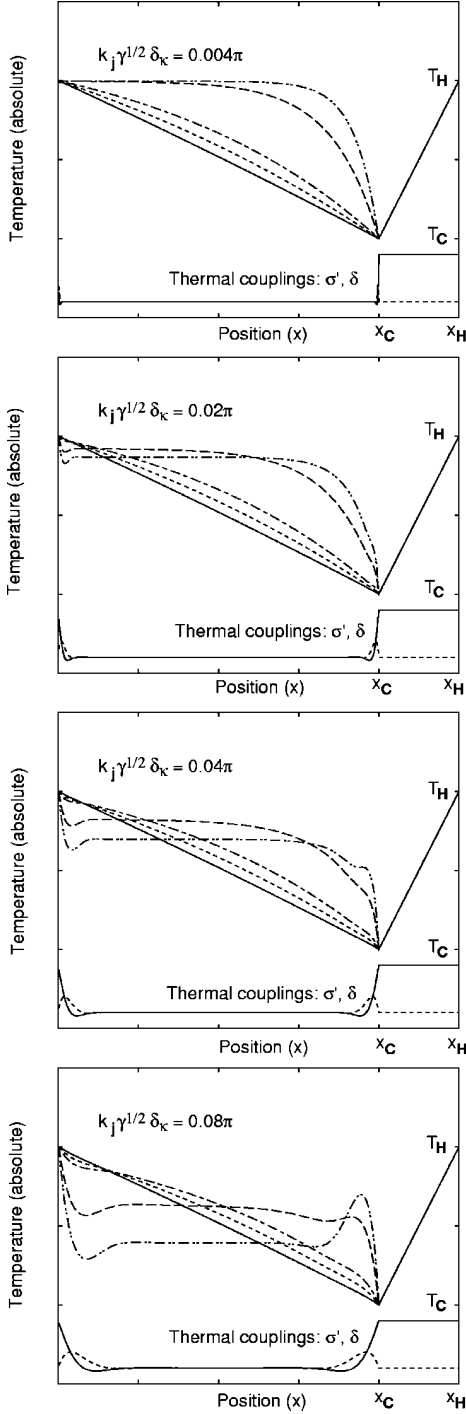 k_j γ^{1/2} δ_κ = 0.004π
T_H
Temperature (absolute)
T_C
Thermal couplings: σ', δ
Position (x)
x_C
x_H
k_j γ^{1/2} δ_κ = 0.02π
T_H
Temperature (absolute)
T_C
Thermal couplings: σ', δ
Position (x)
x_C
x_H
k_j γ^{1/2} δ_κ = 0.04π
T_H
Temperature (absolute)
T_C
Thermal couplings: σ', δ
Position (x)
x_C
x_H
k_j γ^{1/2} δ_κ = 0.08π
T_H
Temperature (absolute)
T_C
Thermal couplings: σ', δ
Position (x)
x_C
x_H